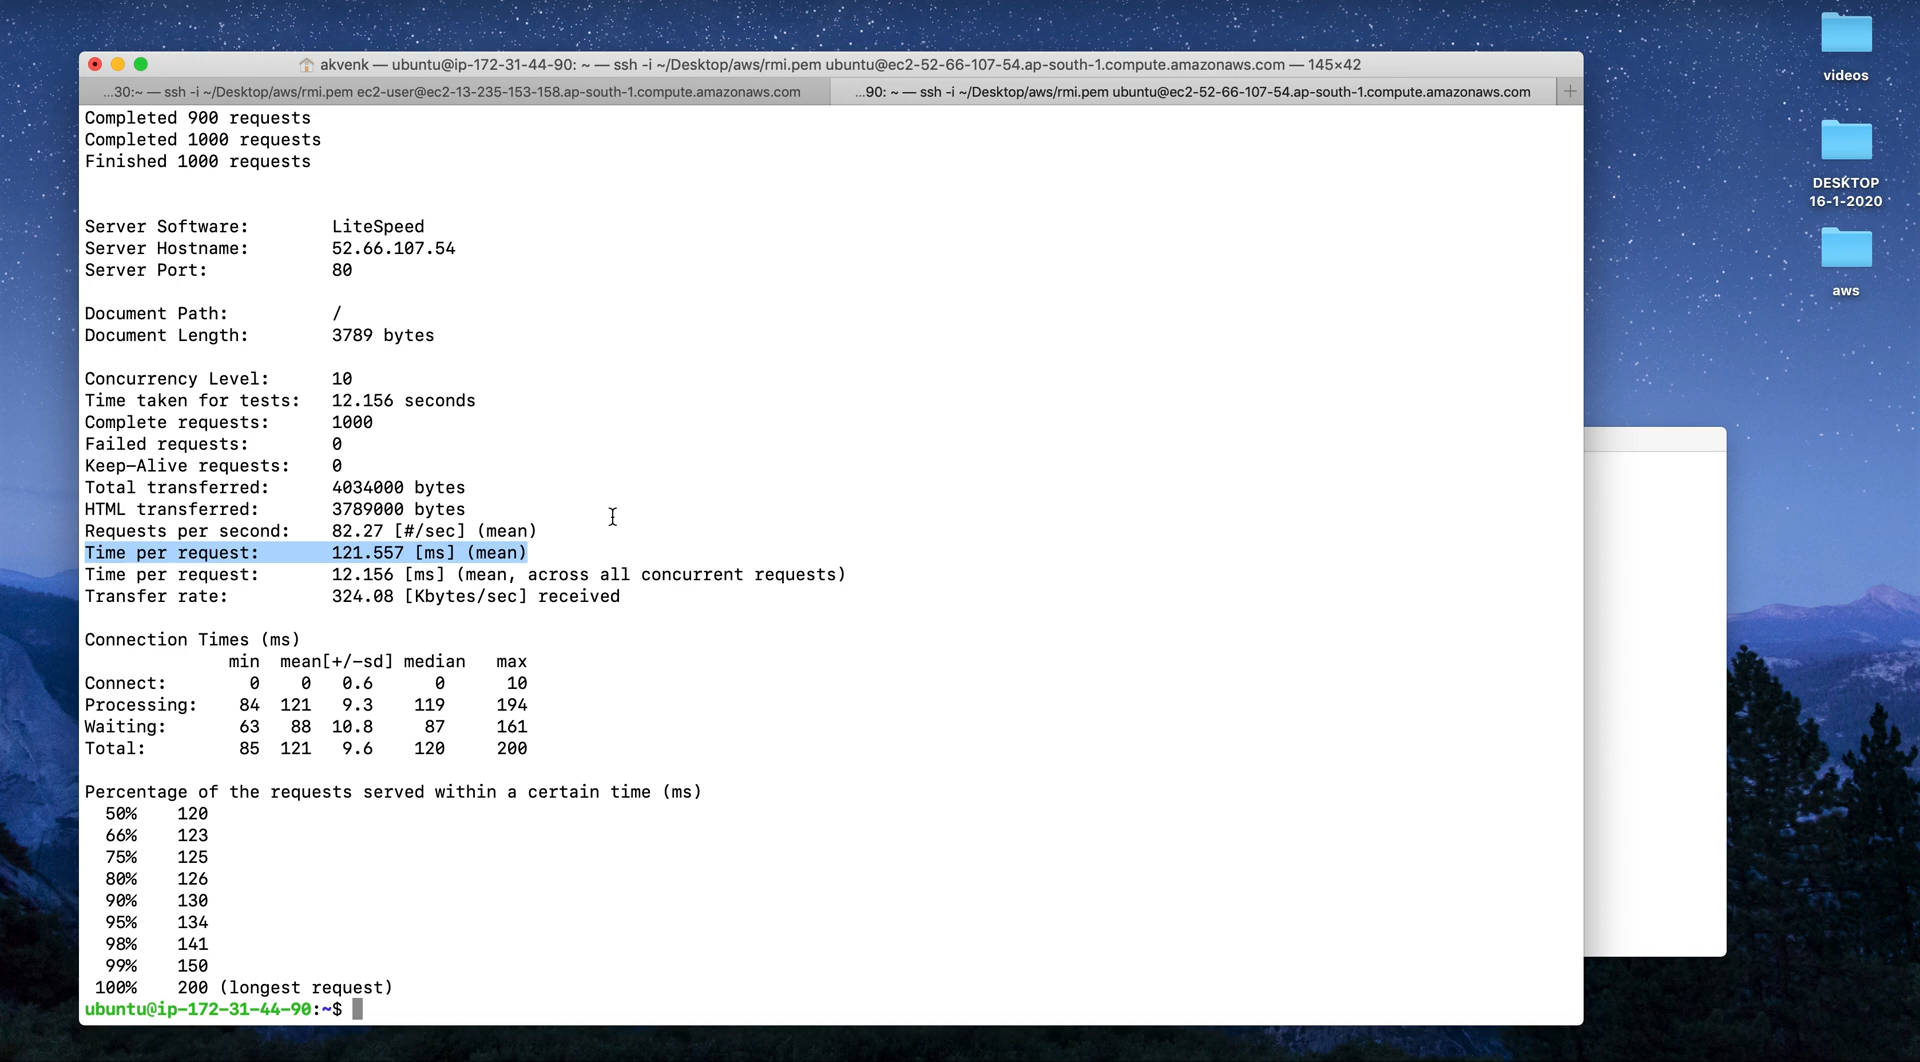 akvenk — ubuntu@ip-172-31-44-90: ~ — ssh -i ~/Desktop/aws/rmi.pem ubuntu@ec2-52-66-107-54.ap-south-1.compute.amazonaws.com — 145×42
...30:~ — ssh -i ~/Desktop/aws/rmi.pem ec2-user@ec2-13-235-153-158.ap-south-1.compute.amazonaws.com ...90: ~ — ssh -i ~/Desktop/aws/rmi.pem ubuntu@ec2-52-66-107-54.ap-south-1.compute.amazonaws.com +
Completed 900 requests
Completed 1000 requests
Finished 1000 requests
Server Software: LiteSpeed
Server Hostname: 52.66.107.54
Server Port: 80
Document Path: /
Document Length: 3789 bytes
Concurrency Level: 10
Time taken for tests: 12.156 seconds
Complete requests: 1000
Failed requests: 0
Keep-Alive requests: 0
Total transferred: 4034000 bytes
HTML transferred: 3789000 bytes
Requests per second: 82.27 [#/sec] (mean)
Time per request: 121.557 [ms] (mean)
Time per request: 12.156 [ms] (mean, across all concurrent requests)
Transfer rate: 324.08 [Kbytes/sec] received
Connection Times (ms)
min mean[+/-sd] median max
Connect: 0 0 0.6 0 10
Processing: 84 121 9.3 119 194
Waiting: 63 88 10.8 87 161
Total: 85 121 9.6 120 200
Percentage of the requests served within a certain time (ms)
50% 120
66% 123
75% 125
80% 126
90% 130
95% 134
98% 141
99% 150
100% 200 (longest request)
ubuntu@ip-172-31-44-90:~$
videos
DESKTOP
16-1-2020
aws